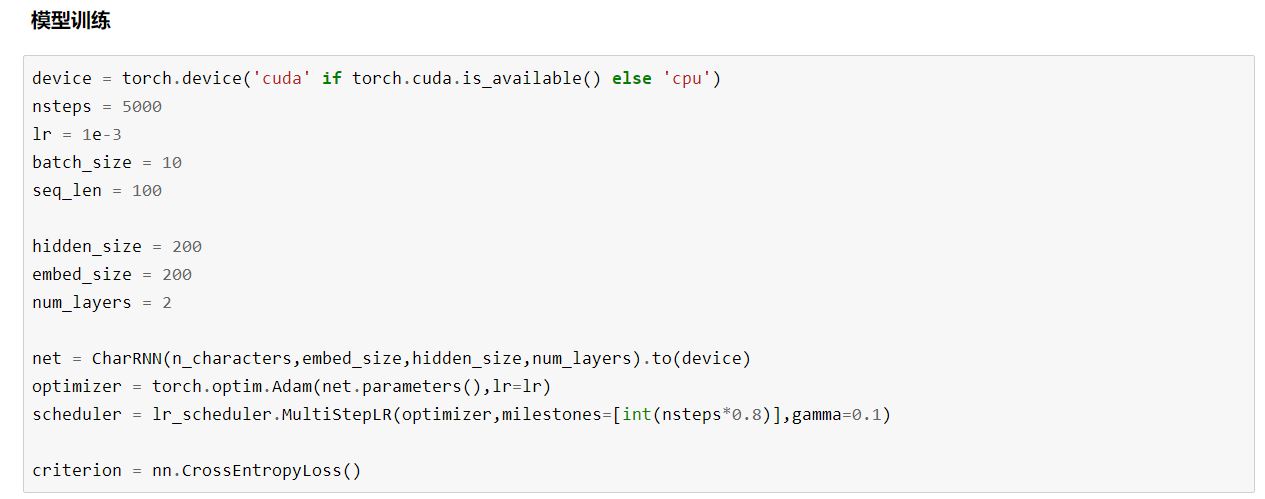 模型训练
device = torch.device('cuda' if torch.cuda.is_available() else 'cpu')
nsteps = 5000
lr = 1e-3
batch_size = 10
seq_len = 100
hidden_size = 200
embed_size = 200
num_layers = 2
net = CharRNN(n_characters,embed_size,hidden_size,num_layers).to(device)
optimizer = torch.optim.Adam(net.parameters(),lr=lr)
scheduler = lr_scheduler.MultiStepLR(optimizer,milestones=[int(nsteps*0.8)],gamma=0.1)
criterion = nn.CrossEntropyLoss()